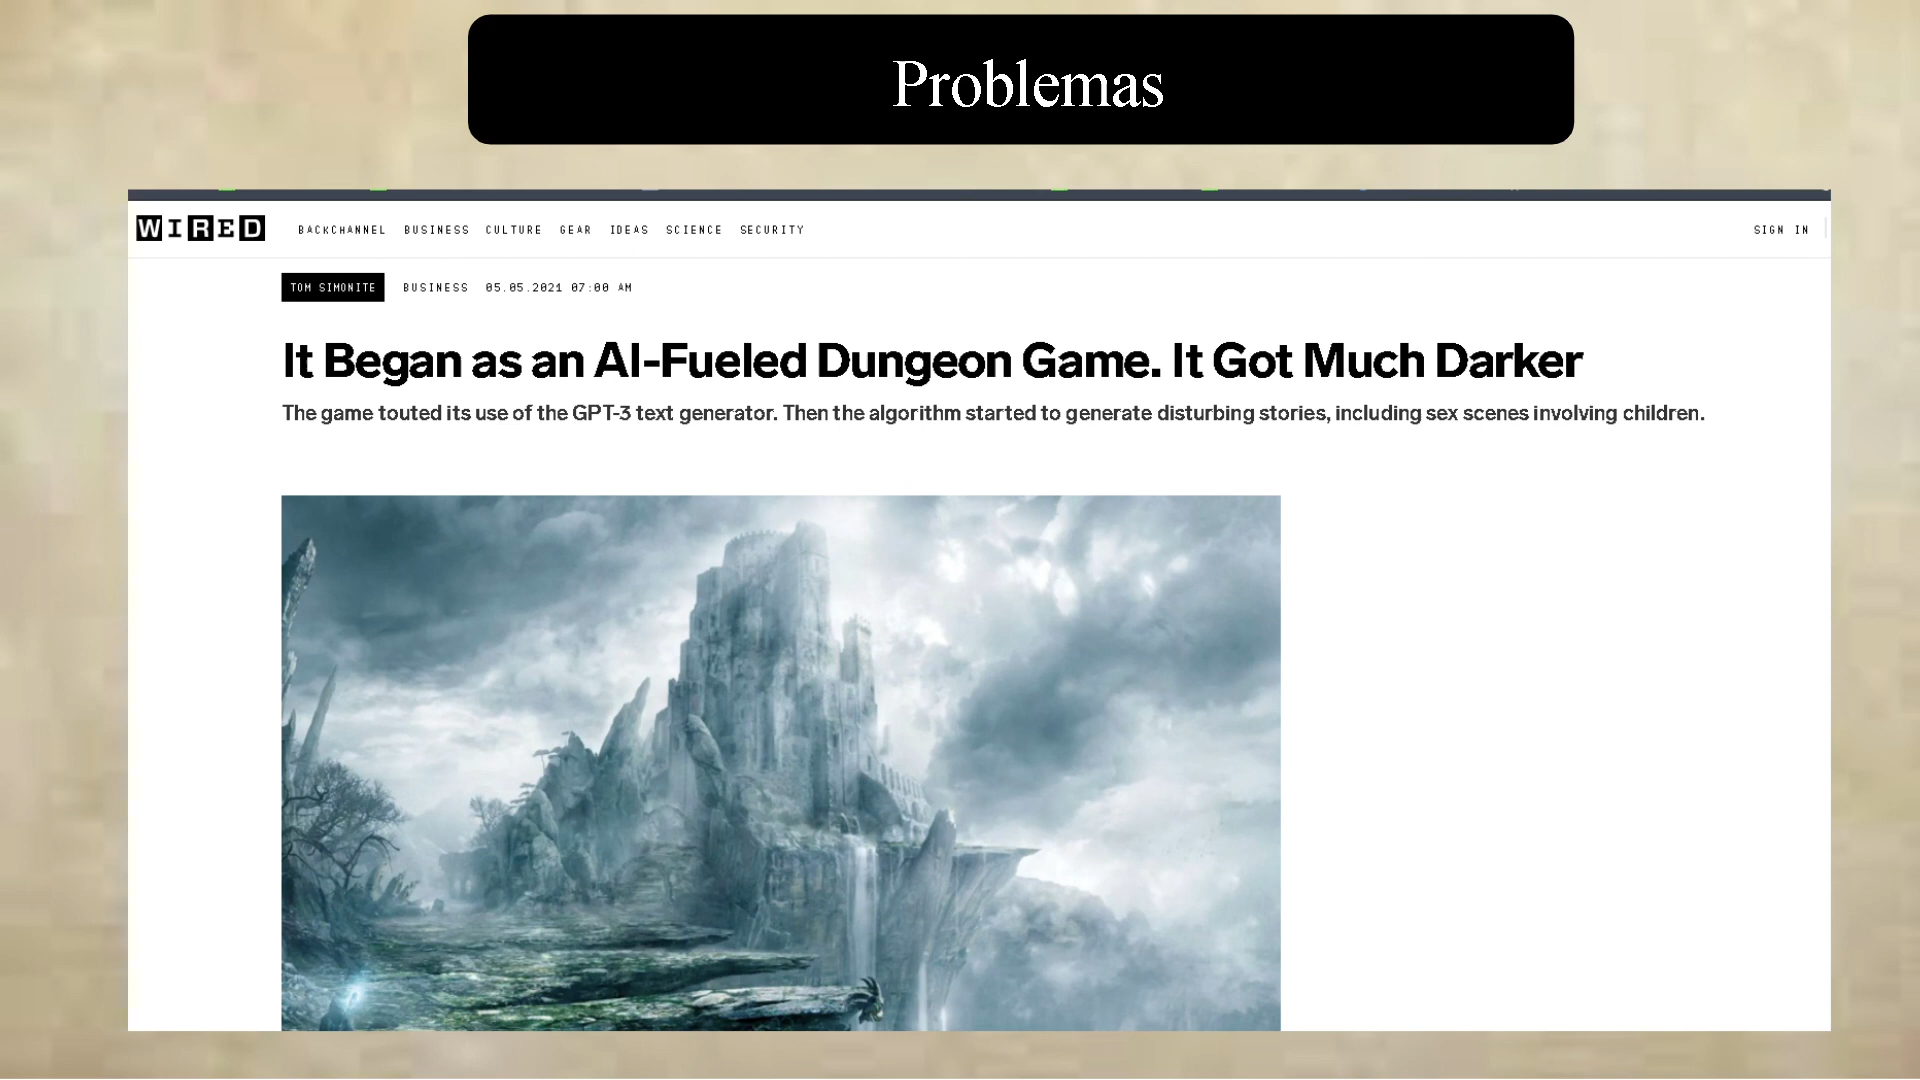 Problemas
WIRED BACKCHANNEL BUSINESS CULTURE GEAR IDEAS SCIENCE SECURITY SIGN IN
TOM SIMONITE BUSINESS 05.05.2021 07:00 AM
It Began as an AI-Fueled Dungeon Game. It Got Much Darker
The game touted its use of the GPT-3 text generator. Then the algorithm started to generate disturbing stories, including sex scenes involving children.